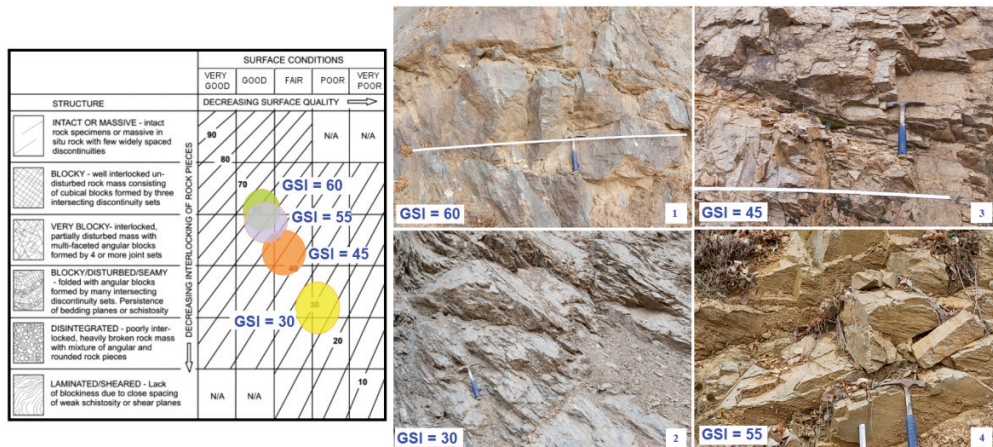 SURFACE CONDITIONS
VERY GOOD
GOOD
FAIR
POOR
VERY POOR
STRUCTURE
DECREASING SURFACE QUALITY
DECREASING INTERLOCKING OF ROCK PIECES
INTACT OR MASSIVE - intact
rock specimens or massive in
situ rock with few widely spaced
discontinuities
90
80
N/A
N/A
BLOCKY - well interlocked un-
disturbed rock mass consisting
of cubical blocks formed by three
intersecting discontinuity sets
70
GSI = 60
GSI = 55
VERY BLOCKY- interlocked,
partially disturbed mass with
multi-faceted angular blocks
formed by 4 or more joint sets
GSI = 45
40
BLOCKY/DISTURBED/SEAMY
- folded with angular blocks
formed by many intersecting
discontinuity sets. Persistence
of bedding planes or schistosity
30
GSI = 30
DISINTEGRATED - poorly inter-
locked, heavily broken rock mass
with mixture of angular and
rounded rock pieces
20
LAMINATED/SHEARED - Lack
of blockiness due to close spacing
of weak schistosity or shear planes
N/A
N/A
10
GSI = 60
1
GSI = 45
3
GSI = 30
2
GSI = 55
4